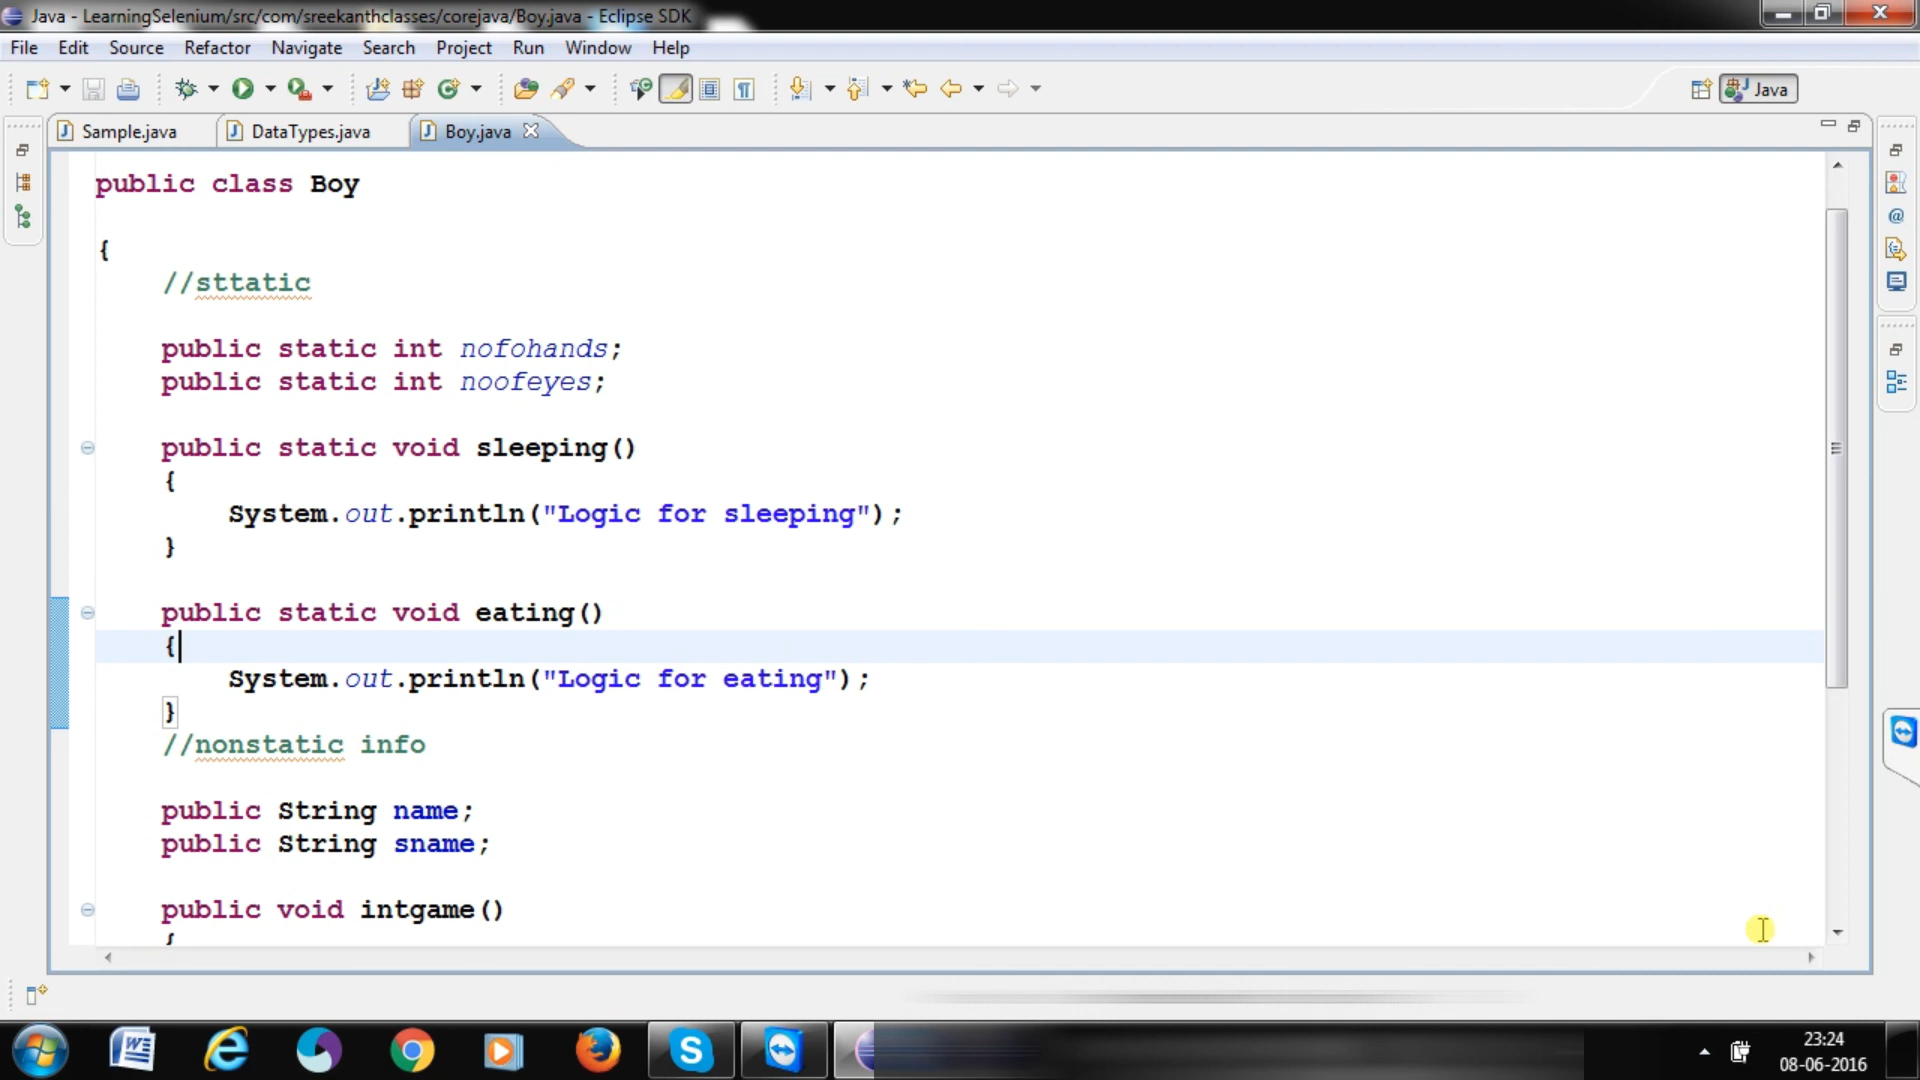 Java - LearningSelenium/src/com/sreekanthclasses/corejava/Boy.java - Eclipse SDK
File Edit Source Refactor Navigate Search Project Run Window Help
Java
Sample.java DataTypes.java Boy.java
public class Boy
{
//sttatic
public static int nofohands;
public static int noofeyes;
public static void sleeping()
{
System.out.println("Logic for sleeping");
}
public static void eating()
{
System.out.println("Logic for eating");
}
//nonstatic info
public String name;
public String sname;
public void intgame()
{
23:24
08-06-2016